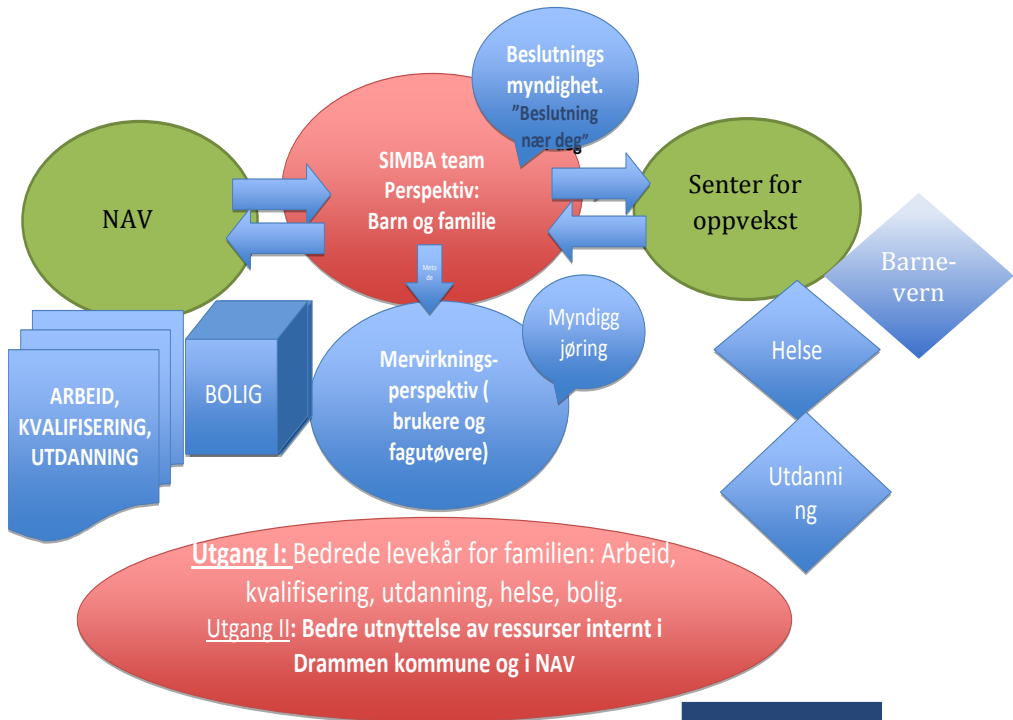 Beslutnings
myndighet.
”Beslutning
nær deg”
NAV
SIMBA team
Perspektiv:
Barn og familie
Senter for
oppvekst
Barne-
vern
Meto
de
Myndigg
jøring
Helse
ARBEID,
KVALIFISERING,
UTDANNING
BOLIG
Mervirknings-
perspektiv (
brukere og
fagutøvere)
Utdanni
ng
Utgang I: Bedrede levekår for familien: Arbeid,
kvalifisering, utdanning, helse, bolig.
Utgang II: Bedre utnyttelse av ressurser internt i
Drammen kommune og i NAV